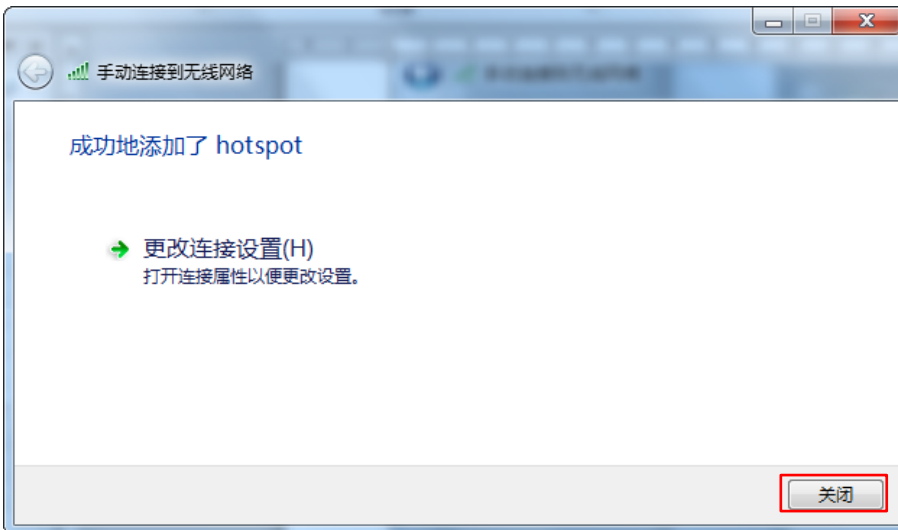 手动连接到无线网络
成功地添加了 hotspot
更改连接设置(H)
打开连接属性以便更改设置。
关闭